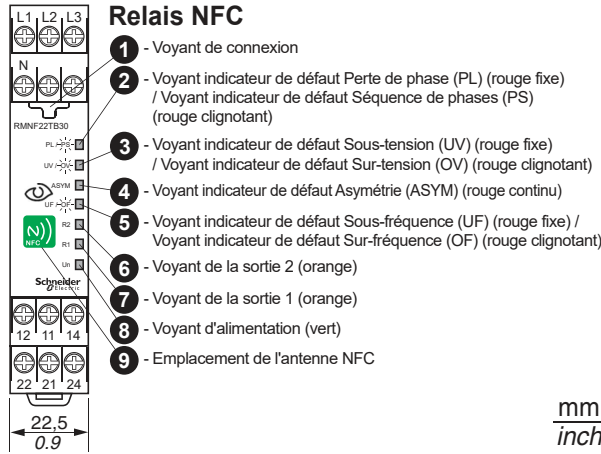 Relais NFC
L1 L2 L3
N
RMNF22TB30
PL / PS
UV / OV
ASYM
UF / OF
R2
R1
Un
NFC
Schneider
Electric
12 11 14
22 21 24
22,5
0.9
1 - Voyant de connexion
2 - Voyant indicateur de défaut Perte de phase (PL) (rouge fixe)
/ Voyant indicateur de défaut Séquence de phases (PS)
(rouge clignotant)
3 - Voyant indicateur de défaut Sous-tension (UV) (rouge fixe)
/ Voyant indicateur de défaut Sur-tension (OV) (rouge clignotant)
4 - Voyant indicateur de défaut Asymétrie (ASYM) (rouge continu)
5 - Voyant indicateur de défaut Sous-fréquence (UF) (rouge fixe) /
Voyant indicateur de défaut Sur-fréquence (OF) (rouge clignotant)
6 - Voyant de la sortie 2 (orange)
7 - Voyant de la sortie 1 (orange)
8 - Voyant d'alimentation (vert)
9 - Emplacement de l'antenne NFC
mm
inch